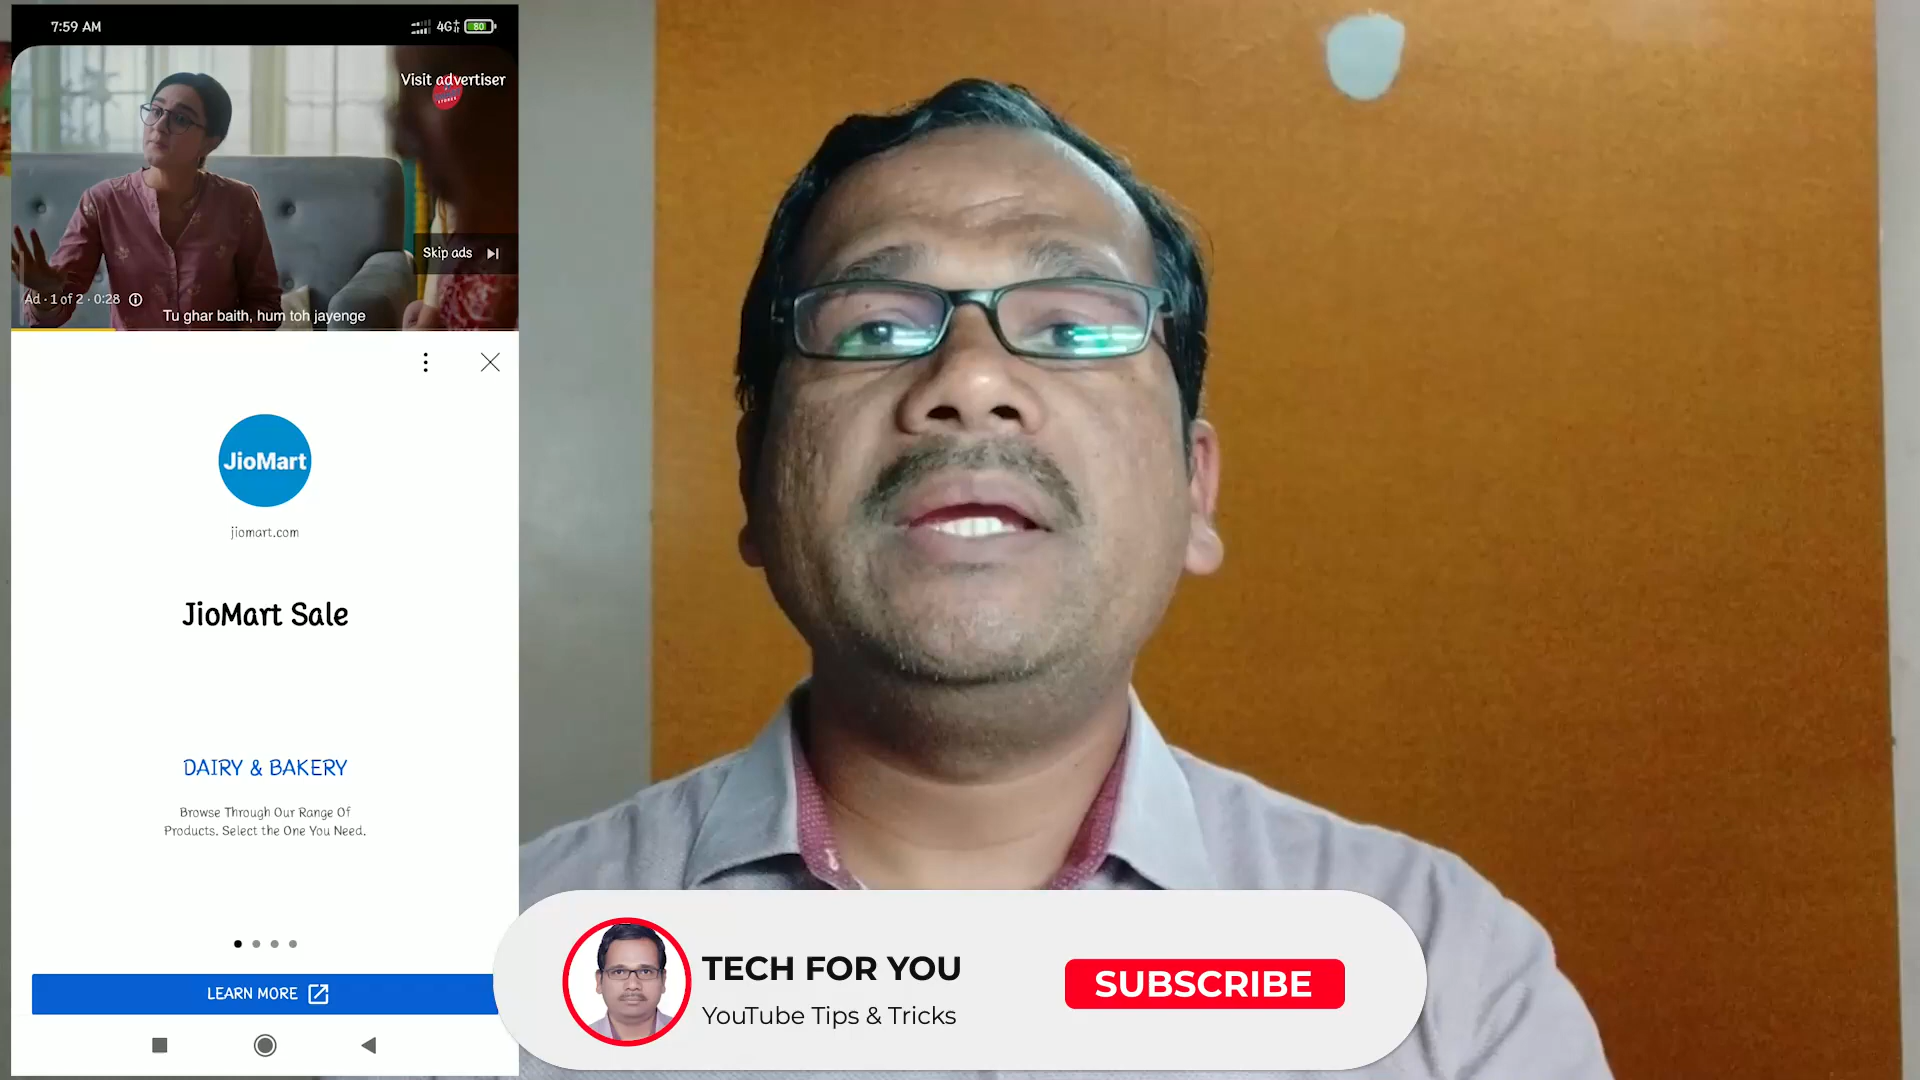 7:59 AM
4G+
80
Visit advertiser
Skip ads
Ad · 1 of 2 · 0:28
Tu ghar baith, hum toh jayenge
JioMart
jiomart.com
JioMart Sale
DAIRY & BAKERY
Browse Through Our Range Of
Products. Select the One You Need.
LEARN MORE
TECH FOR YOU
YouTube Tips & Tricks
SUBSCRIBE